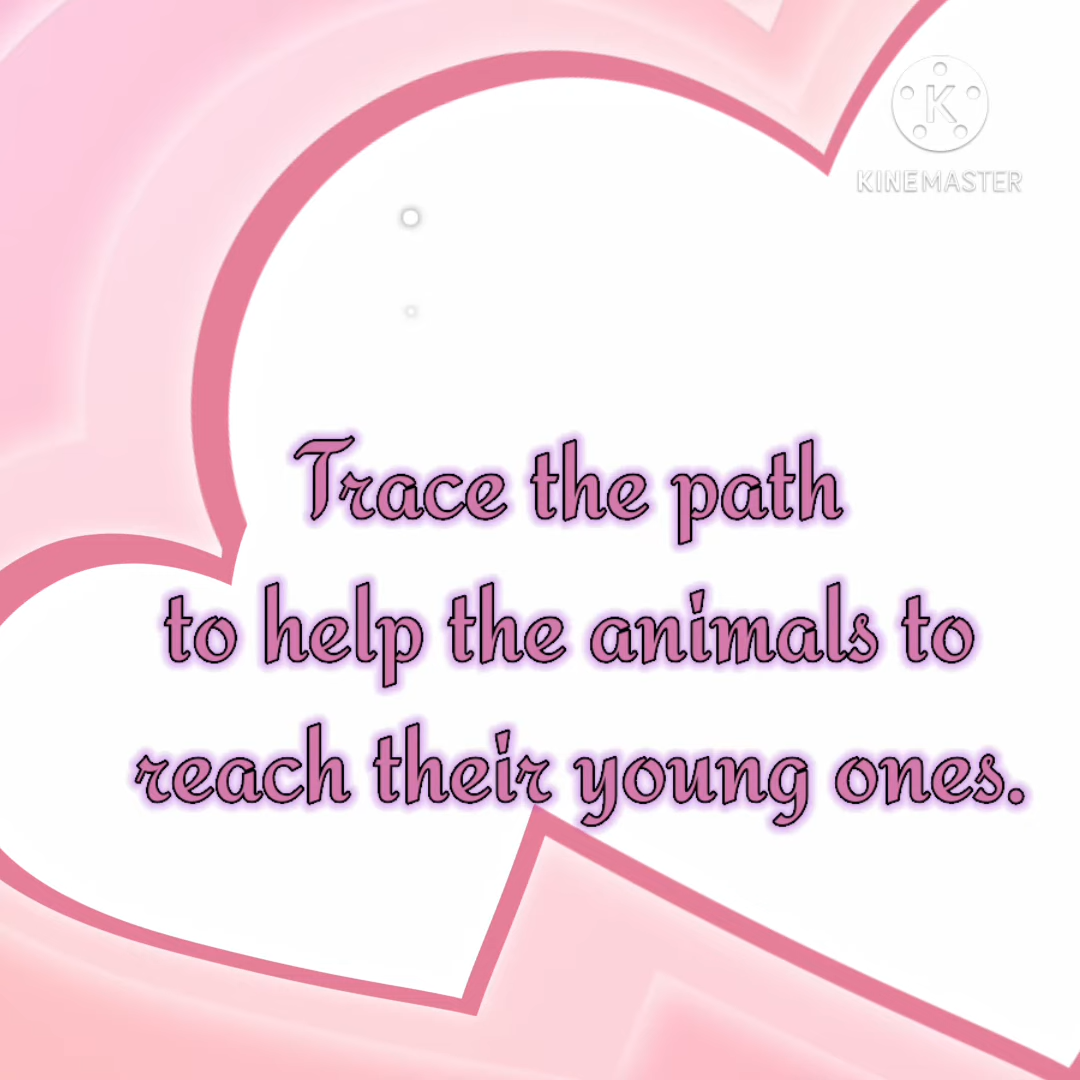 K
KINEMASTER
Trace the path
to help the animals to
reach their young ones.